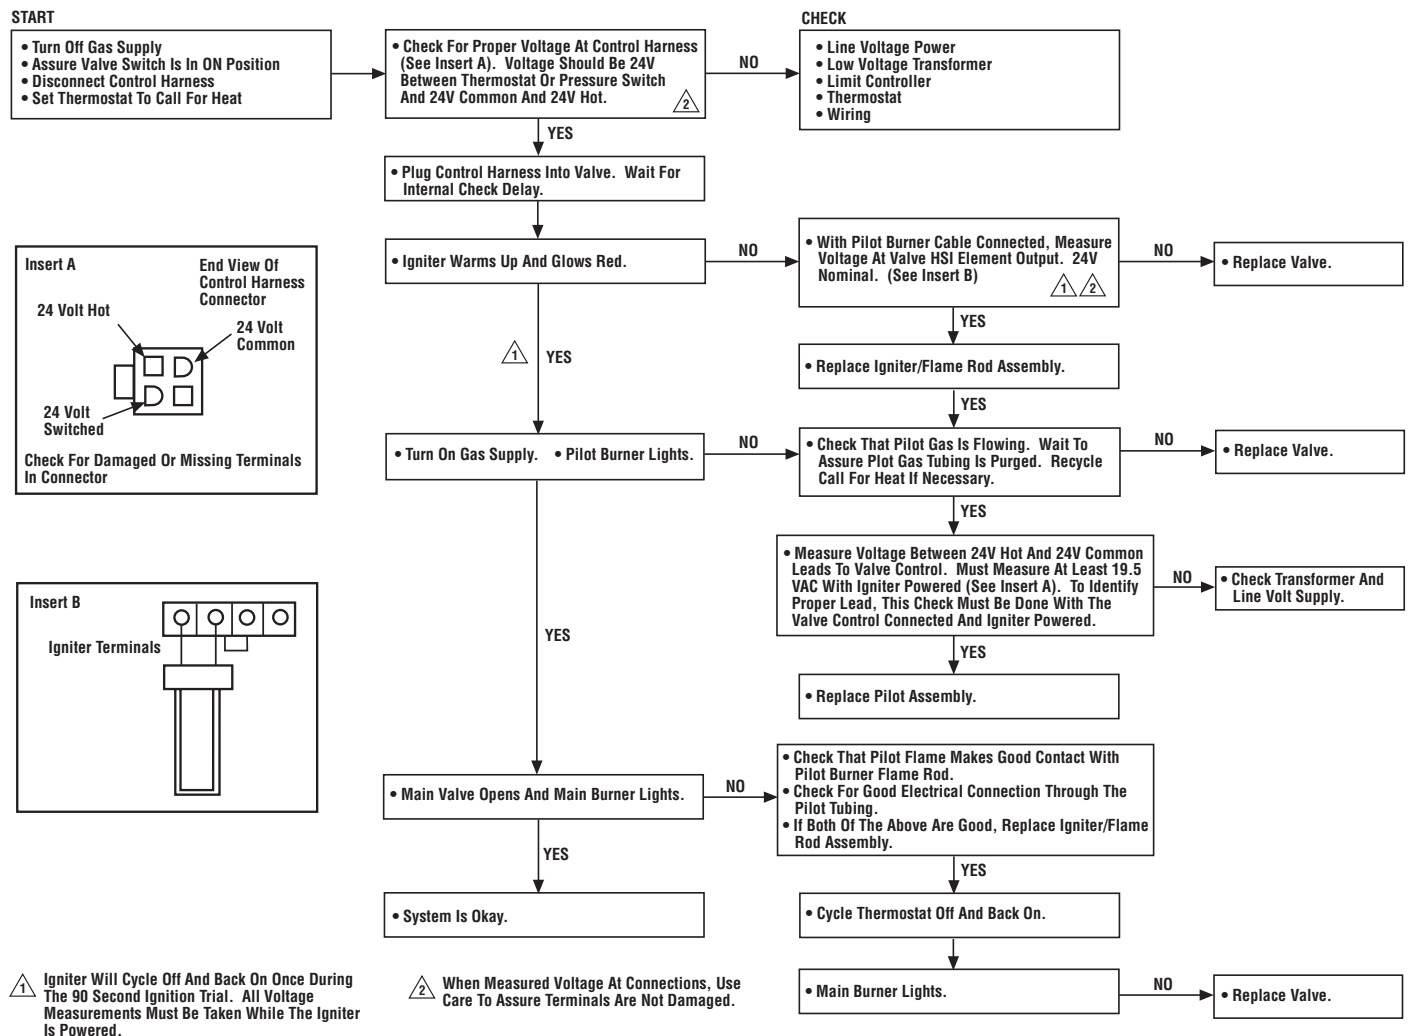 START
• Turn Off Gas Supply
• Assure Valve Switch Is In ON Position
• Disconnect Control Harness
• Set Thermostat To Call For Heat
• Check For Proper Voltage At Control Harness
(See Insert A). Voltage Should Be 24V
Between Thermostat Or Pressure Switch
And 24V Common And 24V Hot.
2
NO
CHECK
• Line Voltage Power
• Low Voltage Transformer
• Limit Controller
• Thermostat
• Wiring
YES
• Plug Control Harness Into Valve. Wait For
Internal Check Delay.
• Igniter Warms Up And Glows Red.
NO
• With Pilot Burner Cable Connected, Measure
Voltage At Valve HSI Element Output. 24V
Nominal. (See Insert B)
1
2
NO
• Replace Valve.
YES
• Replace Igniter/Flame Rod Assembly.
YES
1
YES
• Turn On Gas Supply. • Pilot Burner Lights.
NO
• Check That Pilot Gas Is Flowing. Wait To
Assure Plot Gas Tubing Is Purged. Recycle
Call For Heat If Necessary.
NO
• Replace Valve.
YES
• Measure Voltage Between 24V Hot And 24V Common
Leads To Valve Control. Must Measure At Least 19.5
VAC With Igniter Powered (See Insert A). To Identify
Proper Lead, This Check Must Be Done With The
Valve Control Connected And Igniter Powered.
NO
• Check Transformer And
Line Volt Supply.
YES
• Replace Pilot Assembly.
YES
• Main Valve Opens And Main Burner Lights.
NO
• Check That Pilot Flame Makes Good Contact With
Pilot Burner Flame Rod.
• Check For Good Electrical Connection Through The
Pilot Tubing.
• If Both Of The Above Are Good, Replace Igniter/Flame
Rod Assembly.
YES
• System Is Okay.
YES
• Cycle Thermostat Off And Back On.
• Main Burner Lights.
NO
• Replace Valve.
Insert A
End View Of
Control Harness
Connector
24 Volt Hot
24 Volt
Common
24 Volt
Switched
Check For Damaged Or Missing Terminals
In Connector
Insert B
Igniter Terminals
1
Igniter Will Cycle Off And Back On Once During
The 90 Second Ignition Trial. All Voltage
Measurements Must Be Taken While The Igniter
Is Powered.
2
When Measured Voltage At Connections, Use
Care To Assure Terminals Are Not Damaged.